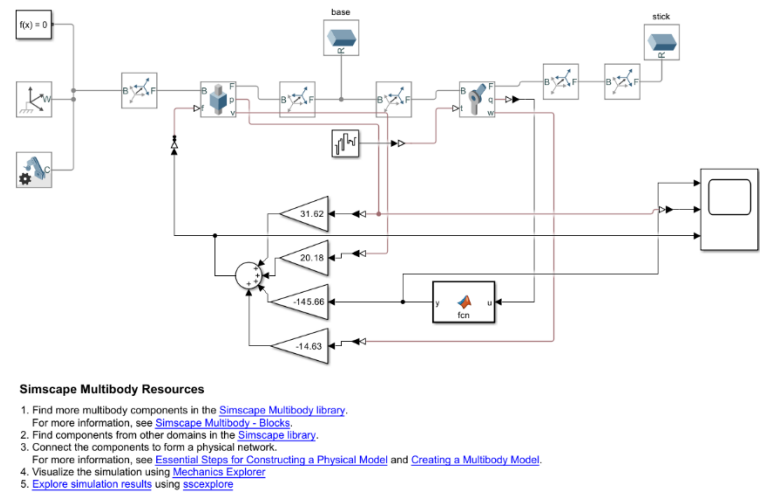 base
stick
f(x) = 0
R
R
W
B F
B
F
f
p
v
B F
B F
B
F
t
q
w
B F
B F
C
31.62
20.18
-145.66
-14.63
+
+
+
+
y
u
fcn
Simscape Multibody Resources
1. Find more multibody components in the Simscape Multibody library.
For more information, see Simscape Multibody - Blocks.
2. Find components from other domains in the Simscape library.
3. Connect the components to form a physical network.
For more information, see Essential Steps for Constructing a Physical Model and Creating a Multibody Model.
4. Visualize the simulation using Mechanics Explorer
5. Explore simulation results using sscexplore